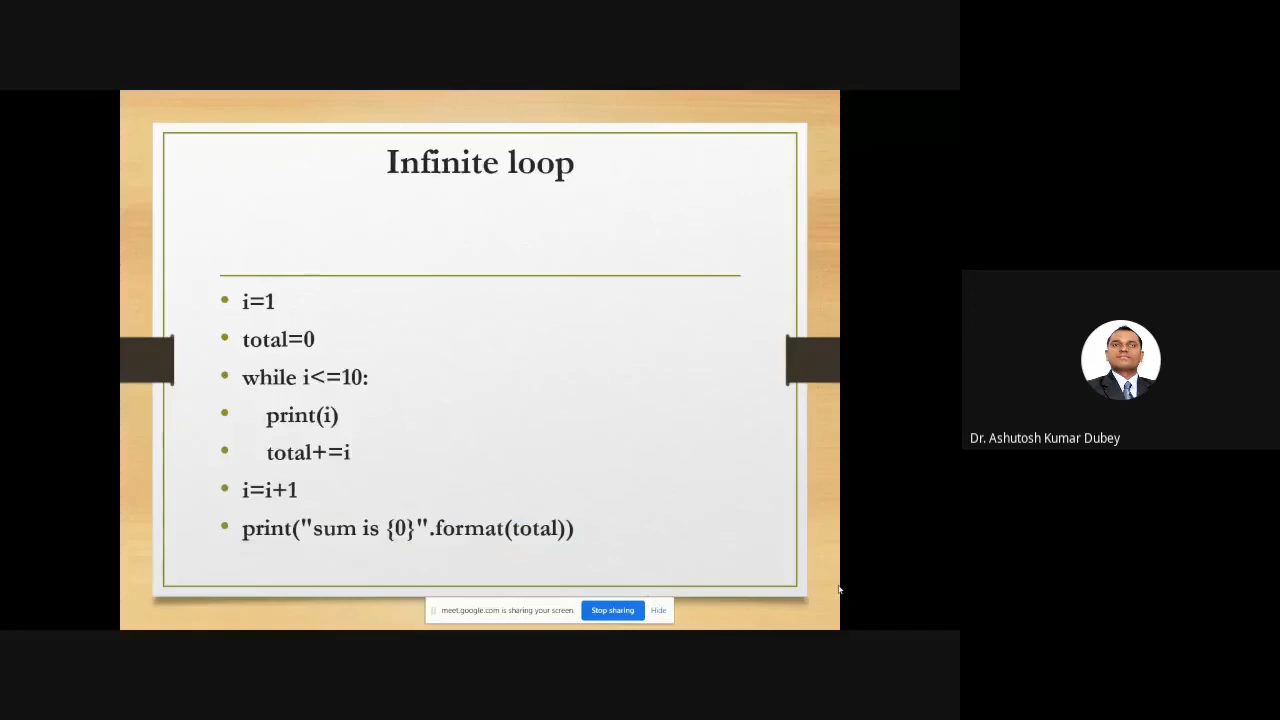 Infinite loop
i=1
total=0
while i<=10:
print(i)
total+=i
i=i+1
print("sum is {0}".format(total))
meet.google.com is sharing your screen. Stop sharing Hide
Dr. Ashutosh Kumar Dubey